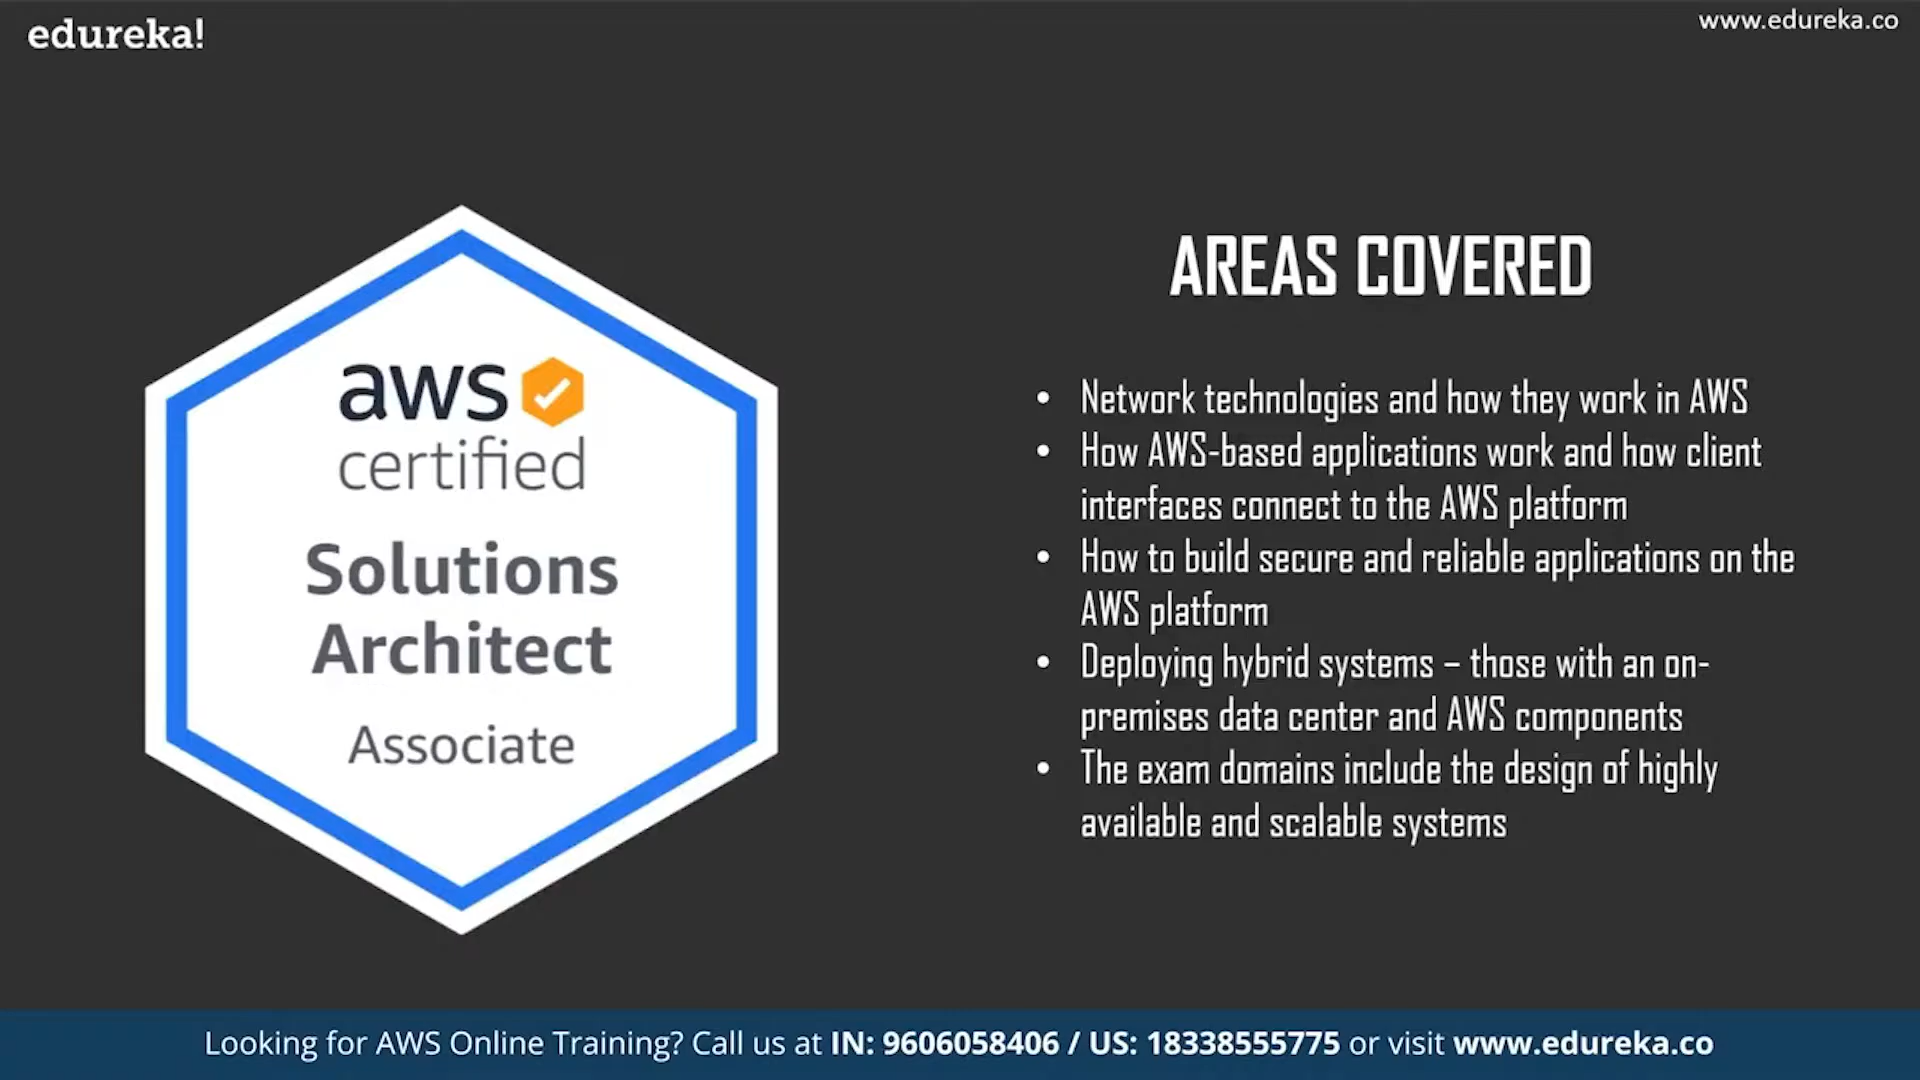 edureka!
www.edureka.co
aws
certified
Solutions
Architect
Associate
AREAS COVERED
• Network technologies and how they work in AWS
• How AWS-based applications work and how client
interfaces connect to the AWS platform
• How to build secure and reliable applications on the
AWS platform
• Deploying hybrid systems – those with an on-
premises data center and AWS components
• The exam domains include the design of highly
available and scalable systems
Looking for AWS Online Training? Call us at IN: 9606058406 / US: 18338555775 or visit www.edureka.co